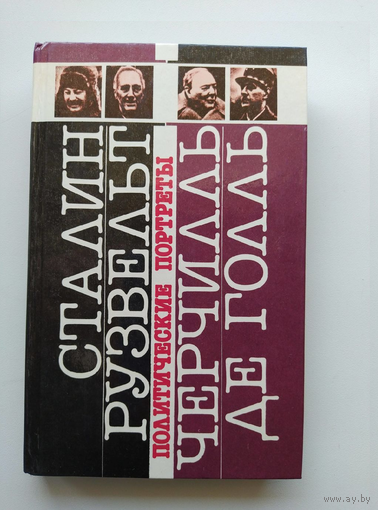 СТАЛИН
РУЗВЕЛЬТ
ПОЛИТИЧЕСКИЕ ПОРТРЕТЫ
ЧЕРЧИЛЛЬ
ДЕ ГОЛЛЬ
www.ay.by